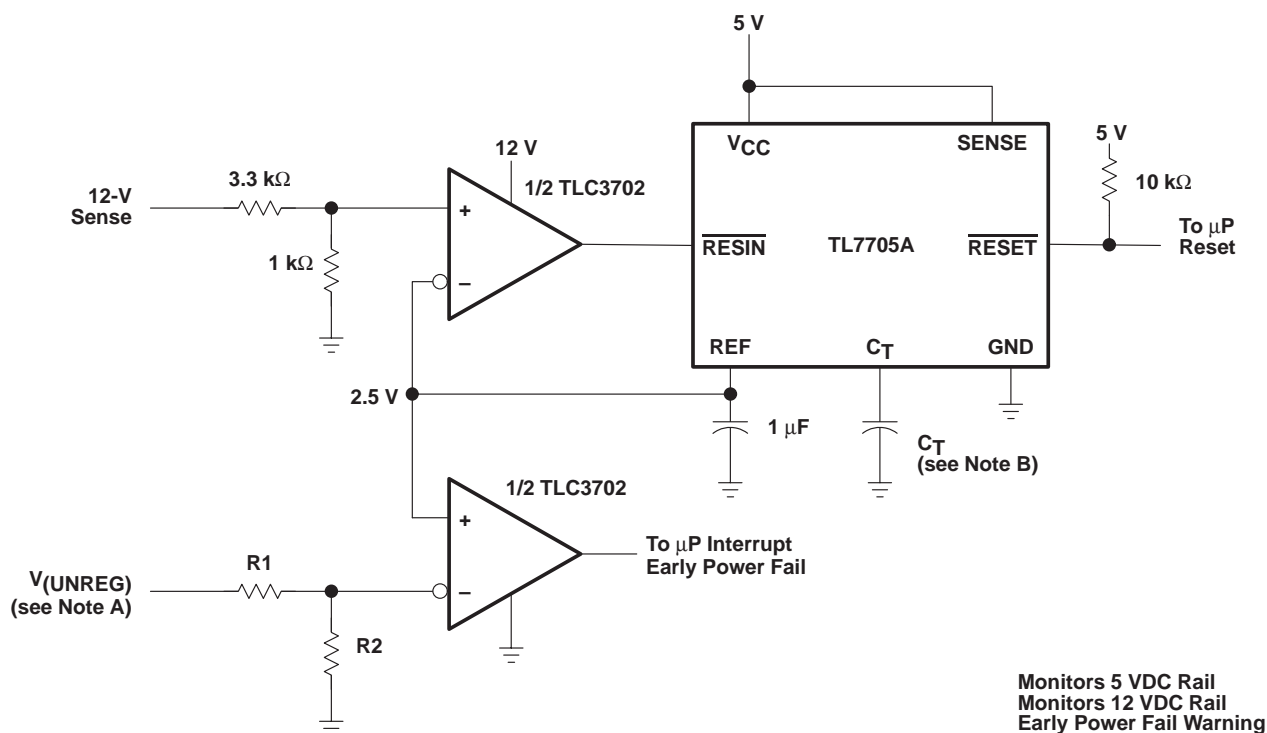 5 V
VCC
SENSE
5 V
10 kΩ
12 V
1/2 TLC3702
3.3 kΩ
12-V
Sense
+
1 kΩ
–
RESIN
TL7705A
RESET
To μP
Reset
REF
CT
GND
2.5 V
1 μF
CT
(see Note B)
1/2 TLC3702
+
To μP Interrupt
Early Power Fail
R1
V(UNREG)
(see Note A)
–
R2
Monitors 5 VDC Rail
Monitors 12 VDC Rail
Early Power Fail Warning